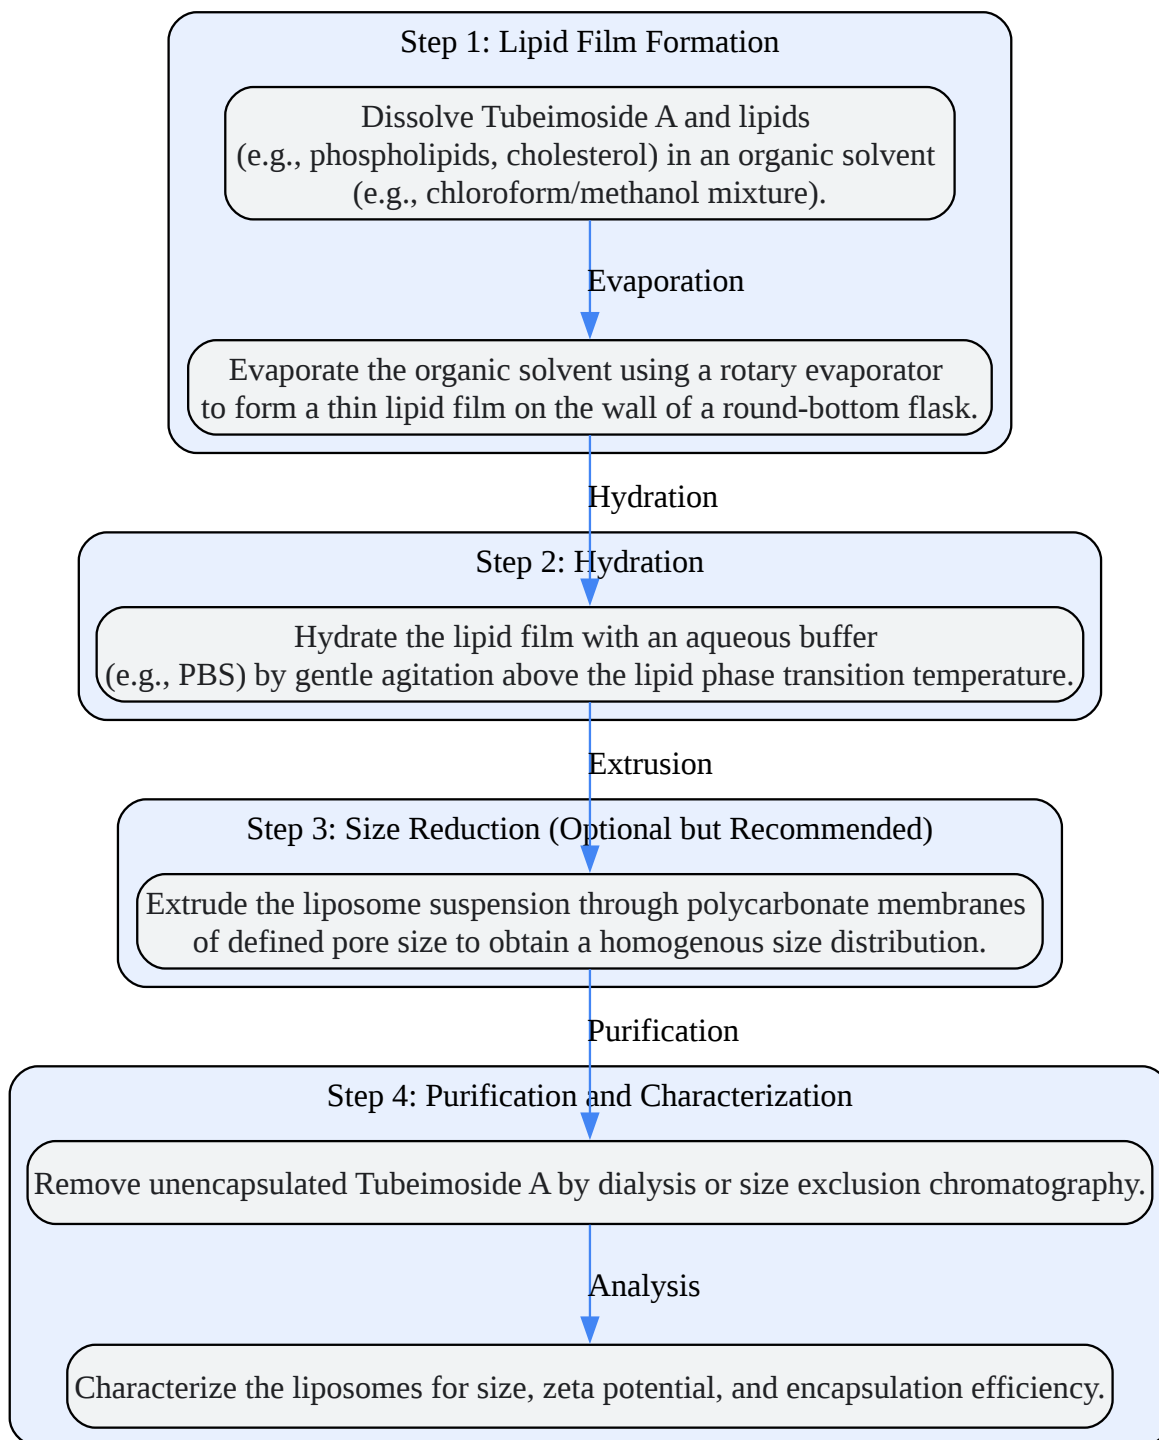 Step 1: Lipid Film Formation
Dissolve Tubeimoside A and lipids
(e.g., phospholipids, cholesterol) in an organic solvent
(e.g., chloroform/methanol mixture).
Evaporation
Evaporate the organic solvent using a rotary evaporator
to form a thin lipid film on the wall of a round-bottom flask.
Hydration
Step 2: Hydration
Hydrate the lipid film with an aqueous buffer
(e.g., PBS) by gentle agitation above the lipid phase transition temperature.
Extrusion
Step 3: Size Reduction (Optional but Recommended)
Extrude the liposome suspension through polycarbonate membranes
of defined pore size to obtain a homogenous size distribution.
Purification
Step 4: Purification and Characterization
Remove unencapsulated Tubeimoside A by dialysis or size exclusion chromatography.
Analysis
Characterize the liposomes for size, zeta potential, and encapsulation efficiency.